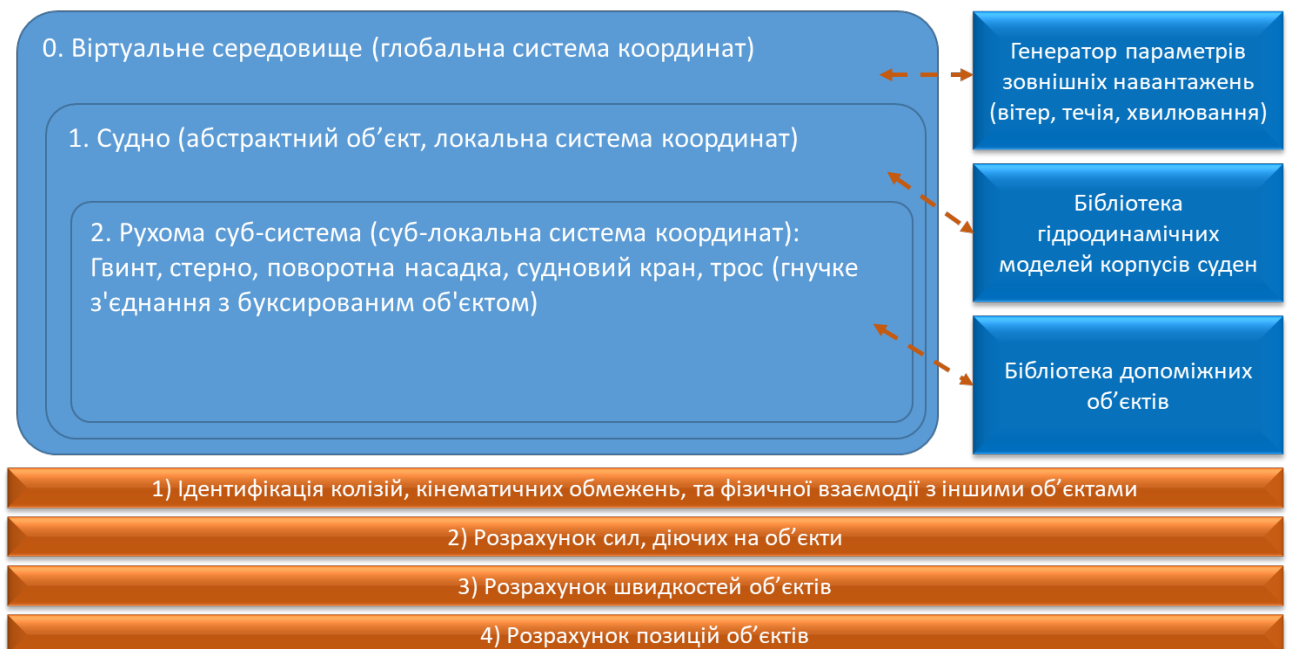 0. Віртуальне середовище (глобальна система координат)
1. Судно (абстрактний об’єкт, локальна система координат)
2. Рухома суб-система (суб-локальна система координат):
Гвинт, стерно, поворотна насадка, судновий кран, трос (гнучке
з'єднання з буксированим об'єктом)
Генератор параметрів
зовнішніх навантажень
(вітер, течія, хвилювання)
Бібліотека
гідродинамічних
моделей корпусів суден
Бібліотека допоміжних
об’єктів
1) Ідентифікація колізій, кінематичних обмежень, та фізичної взаємодії з іншими об’єктами
2) Розрахунок сил, діючих на об’єкти
3) Розрахунок швидкостей об’єктів
4) Розрахунок позицій об’єктів